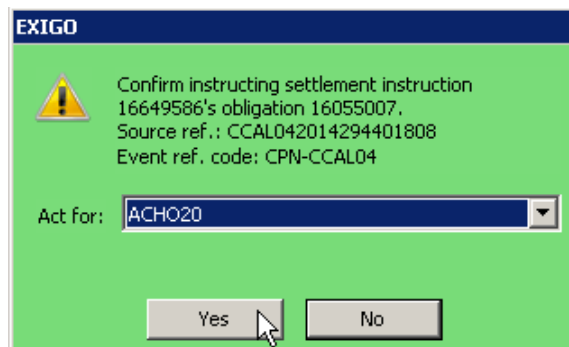 EXIGO
Confirm instructing settlement instruction
16649586's obligation 16055007.
Source ref.: CCAL042014294401808
Event ref. code: CPN-CCAL04
Act for: ACHO20
Yes No